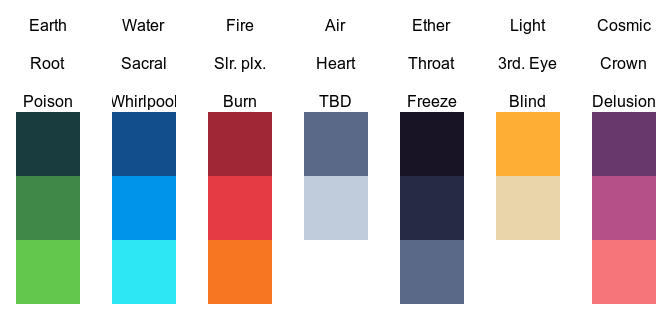 Earth Water Fire Air Ether Light Cosmic
Root Sacral Slr. plx. Heart Throat 3rd. Eye Crown
Poison Whirlpool Burn TBD Freeze Blind Delusion